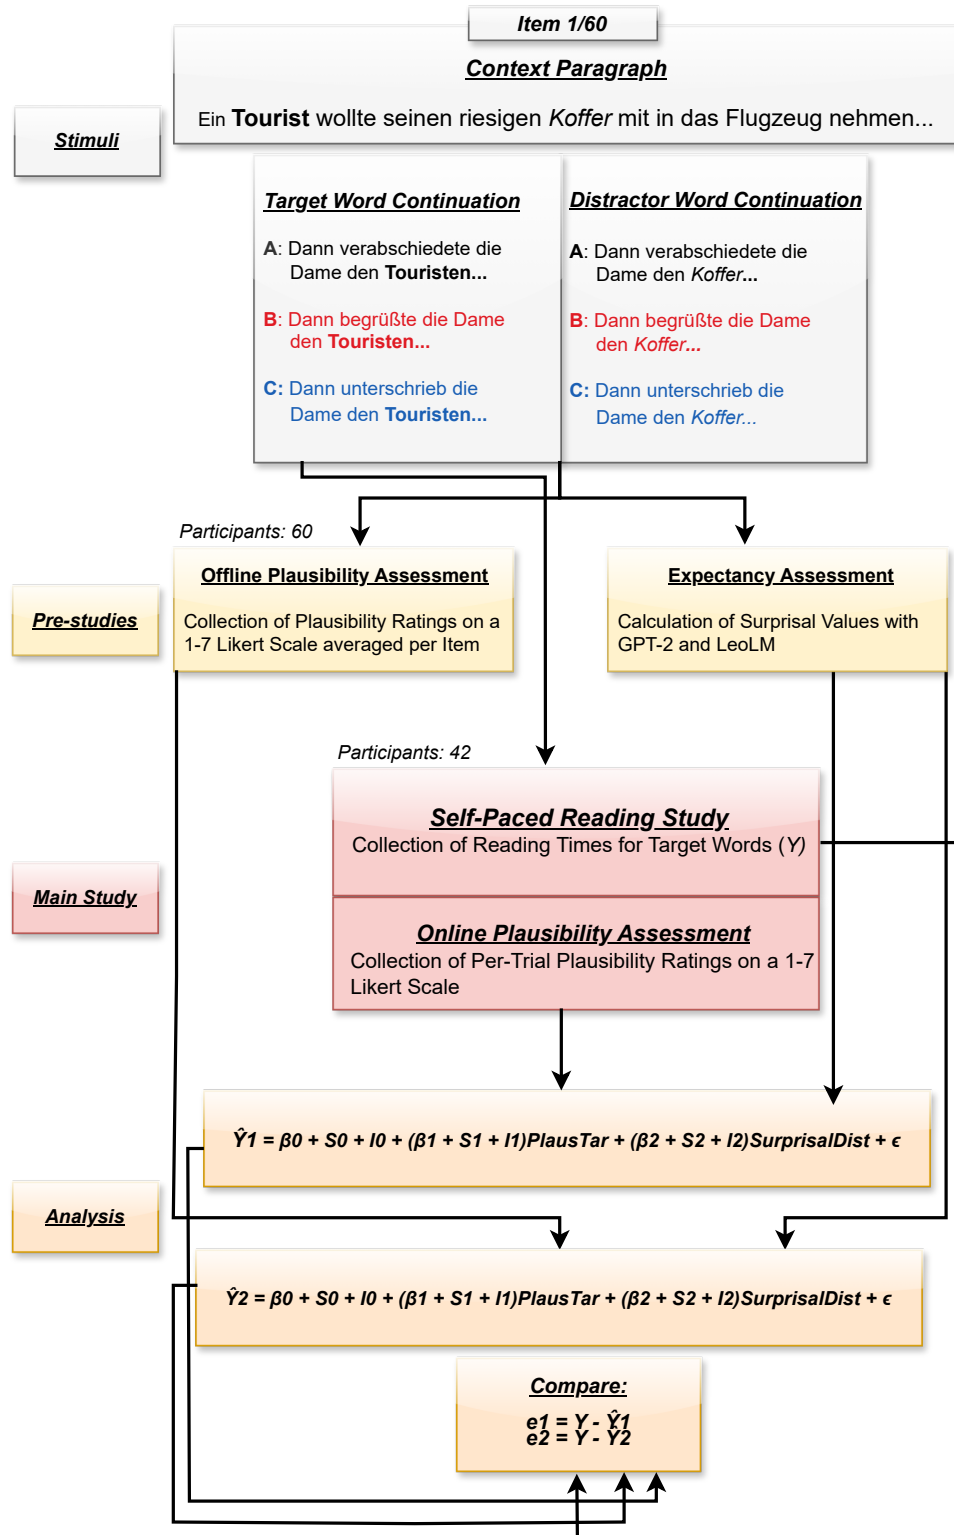 Item 1/60
Context Paragraph
Ein Tourist wollte seinen riesigen Koffer mit in das Flugzeug nehmen...
Stimuli
Target Word Continuation
A: Dann verabschiedete die
Dame den Touristen...
B: Dann begrüßte die Dame
den Touristen...
C: Dann unterschrieb die
Dame den Touristen...
Distractor Word Continuation
A: Dann verabschiedete die
Dame den Koffer...
B: Dann begrüßte die Dame
den Koffer...
C: Dann unterschrieb die
Dame den Koffer...
Participants: 60
Pre-studies
Offline Plausibility Assessment
Collection of Plausibility Ratings on a
1-7 Likert Scale averaged per Item
Expectancy Assessment
Calculation of Surprisal Values with
GPT-2 and LeoLM
Participants: 42
Main Study
Self-Paced Reading Study
Collection of Reading Times for Target Words (Y)
Online Plausibility Assessment
Collection of Per-Trial Plausibility Ratings on a 1-7
Likert Scale
Analysis
Ŷ1 = β0 + S0 + I0 + (β1 + S1 + I1)PlausTar + (β2 + S2 + I2)SurprisalDist + ϵ
Ŷ2 = β0 + S0 + I0 + (β1 + S1 + I1)PlausTar + (β2 + S2 + I2)SurprisalDist + ϵ
Compare:
e1 = Y - Ŷ1
e2 = Y - Ŷ2